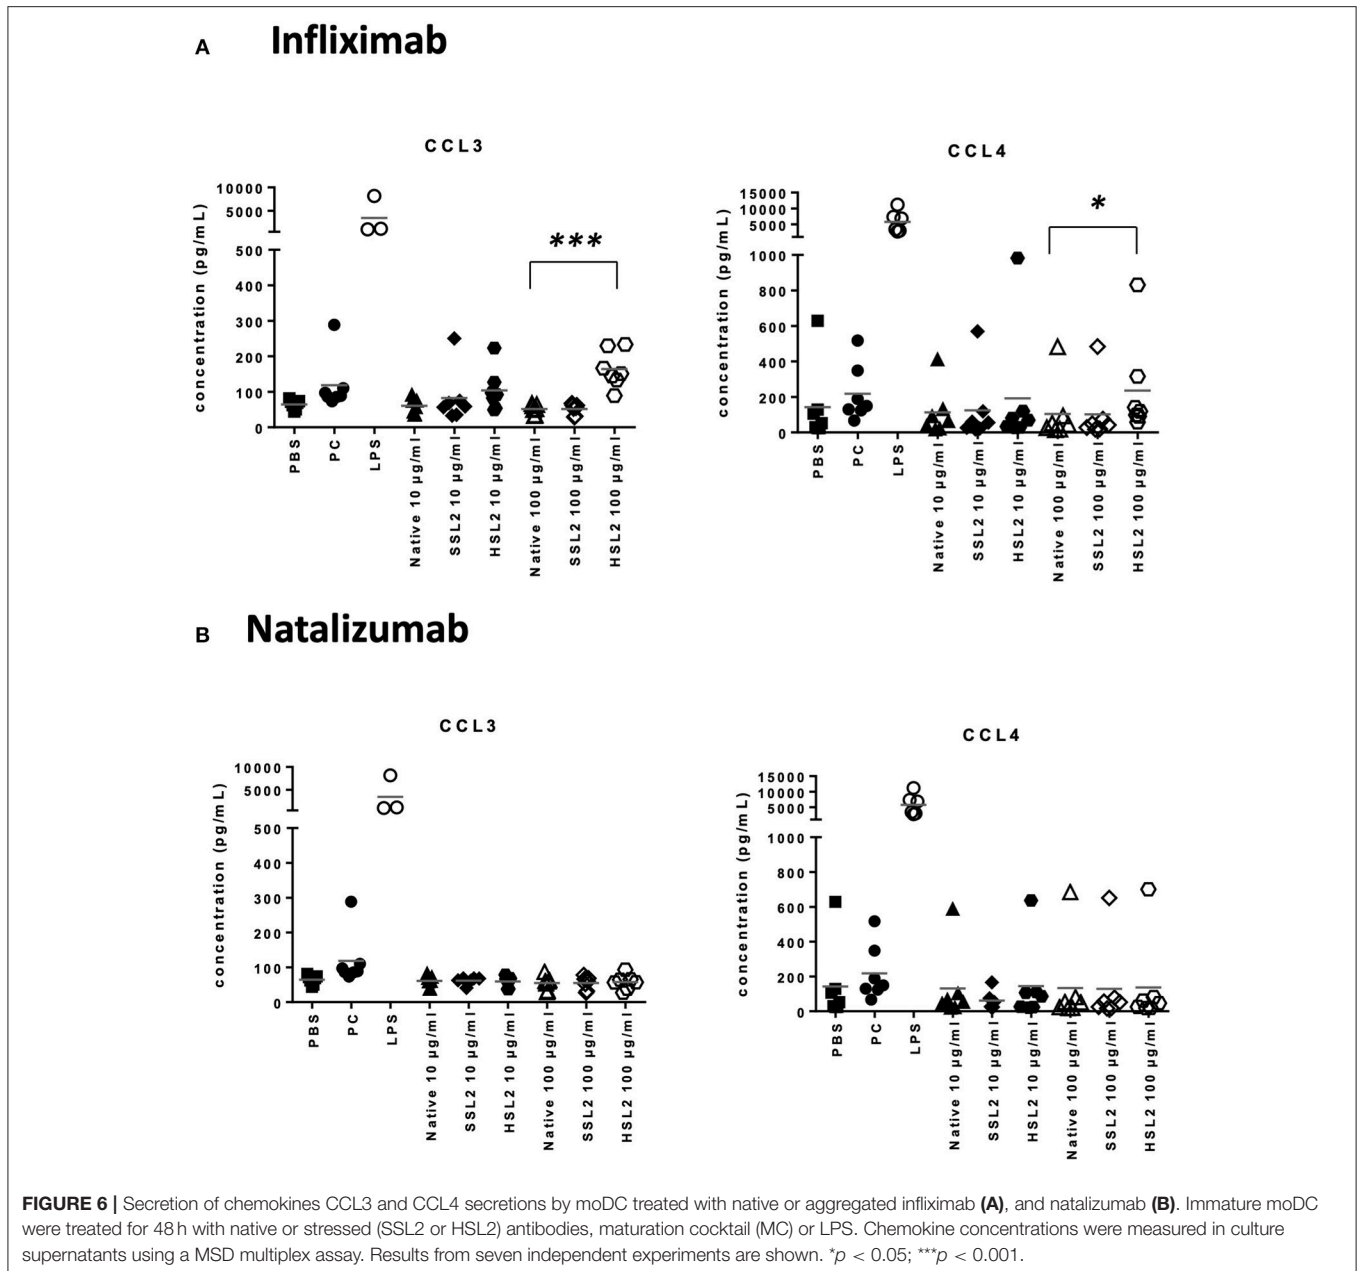 A Infliximab
CCL3
concentration (pg/mL)
10000
5000
500
400
300
200
100
0
***
PBS
PC
LPS
Native 10 µg/ml
SSL2 10 µg/ml
HSL2 10 µg/ml
Native 100 µg/ml
SSL2 100 µg/ml
HSL2 100 µg/ml
CCL4
concentration (pg/mL)
15000
10000
5000
1000
800
600
400
200
0
*
PBS
PC
LPS
Native 10 µg/ml
SSL2 10 µg/ml
HSL2 10 µg/ml
Native 100 µg/ml
SSL2 100 µg/ml
HSL2 100 µg/ml
B Natalizumab
CCL3
concentration (pg/mL)
10000
5000
500
400
300
200
100
0
PBS
PC
LPS
Native 10 µg/ml
SSL2 10 µg/ml
HSL2 10 µg/ml
Native 100 µg/ml
SSL2 100 µg/ml
HSL2 100 µg/ml
CCL4
concentration (pg/mL)
15000
10000
5000
1000
800
600
400
200
0
PBS
PC
LPS
Native 10 µg/ml
SSL2 10 µg/ml
HSL2 10 µg/ml
Native 100 µg/ml
SSL2 100 µg/ml
HSL2 100 µg/ml
FIGURE 6 | Secretion of chemokines CCL3 and CCL4 secretions by moDC treated with native or aggregated infliximab (A), and natalizumab (B). Immature moDC
were treated for 48 h with native or stressed (SSL2 or HSL2) antibodies, maturation cocktail (MC) or LPS. Chemokine concentrations were measured in culture
supernatants using a MSD multiplex assay. Results from seven independent experiments are shown. *p < 0.05; ***p < 0.001.